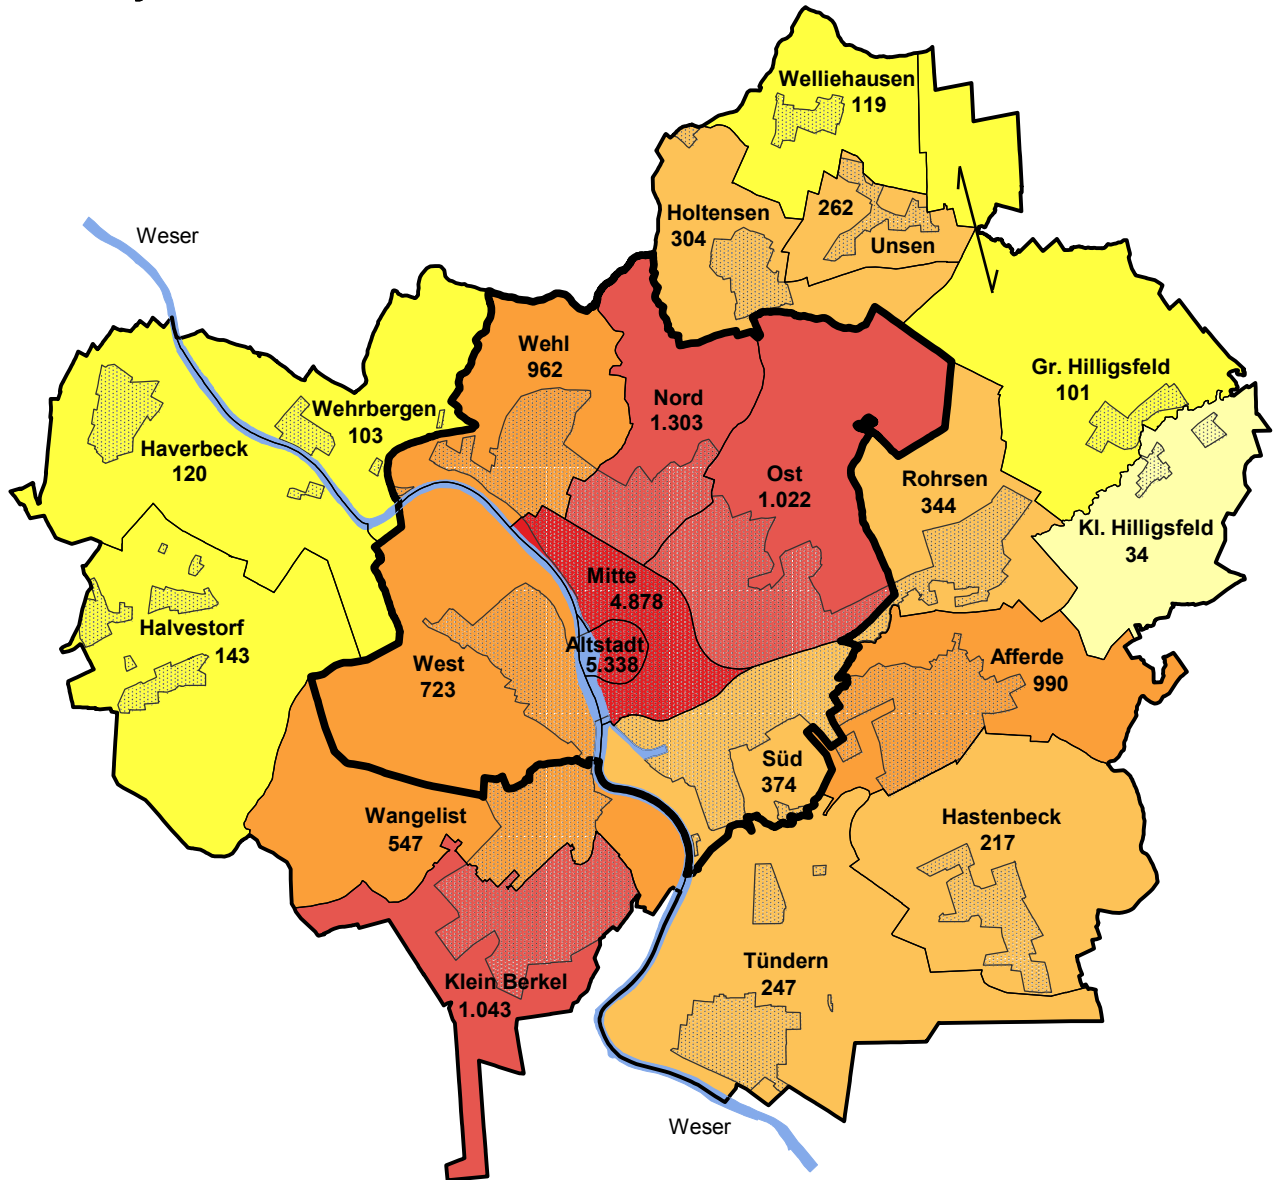 Welliehausen
119
Holtensen
304
262
Unsen
Weser
Wehl
962
Nord
1.303
Gr. Hilligsfeld
101
Wehrbergen
103
Haverbeck
120
Ost
1.022
Rohrsen
344
Kl. Hilligsfeld
34
Mitte
4.878
Halvestorf
143
Altstadt
5.338
West
723
Afferde
990
Süd
374
Wangelist
547
Hastenbeck
217
Tündern
247
Klein Berkel
1.043
Weser